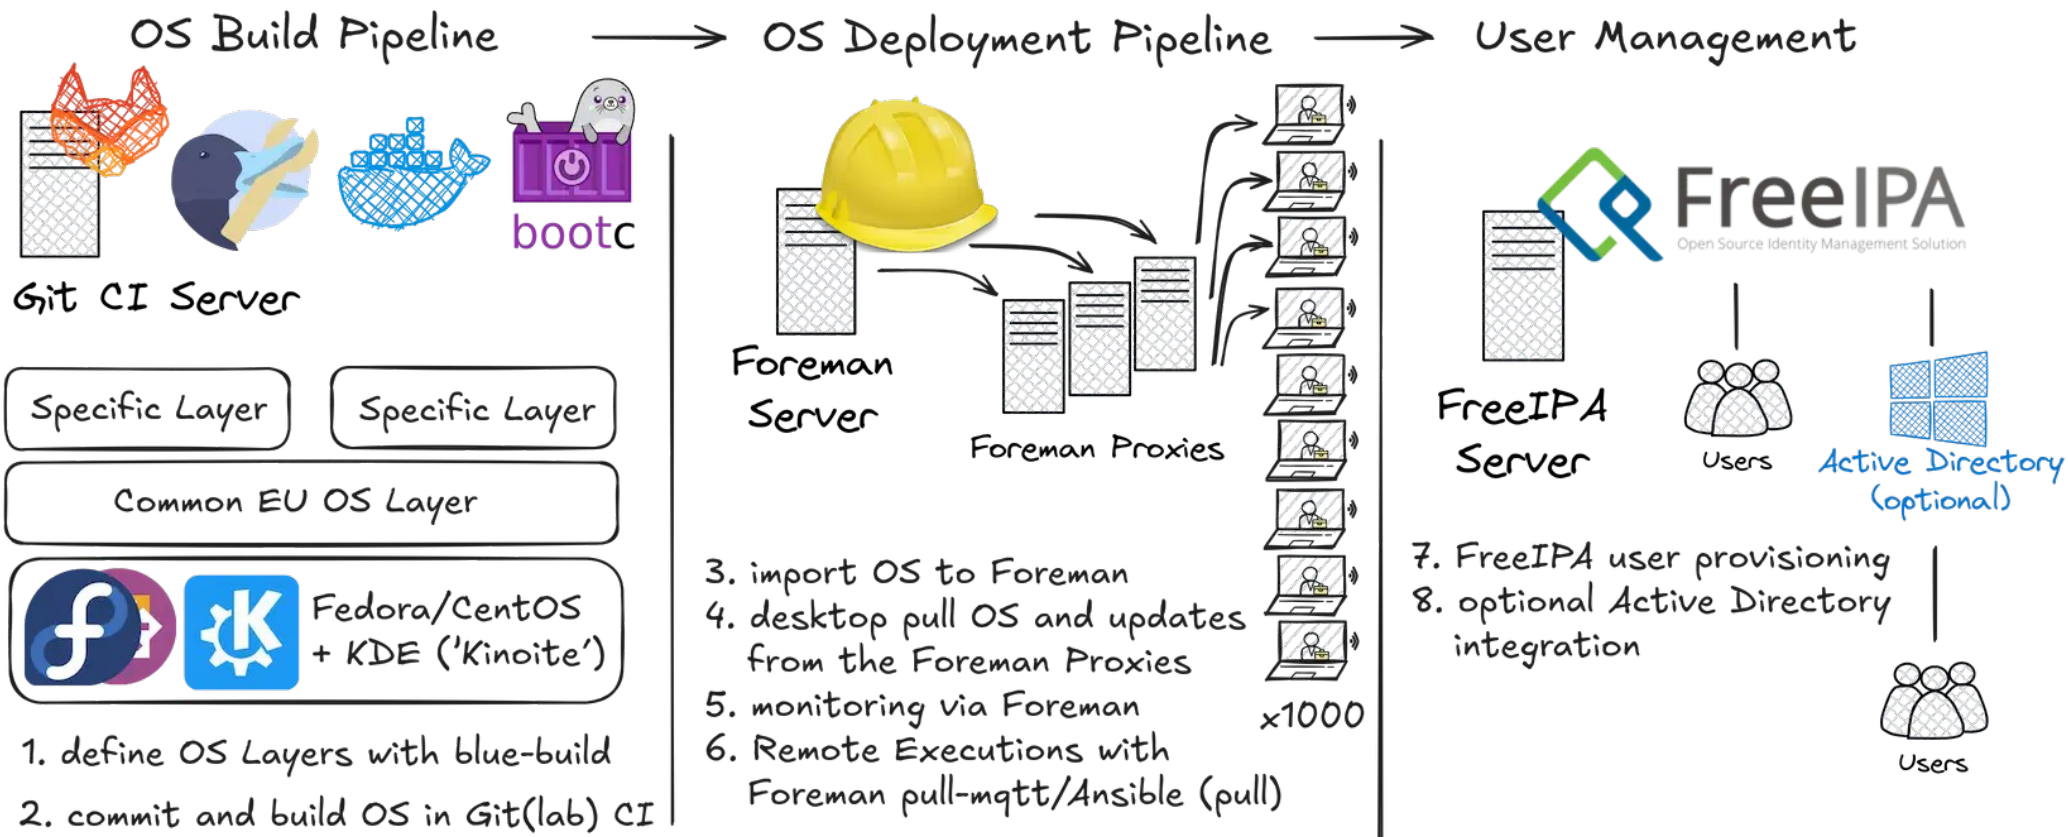 OS Build Pipeline
OS Deployment Pipeline
User Management
bootc
Git CI Server
Specific Layer
Specific Layer
Common EU OS Layer
Fedora/CentOS
+ KDE ('Kinoite')
1. define OS Layers with blue-build
2. commit and build OS in Git(lab) CI
Foreman
Server
Foreman Proxies
x1000
3. import OS to Foreman
4. desktop pull OS and updates
from the Foreman Proxies
5. monitoring via Foreman
6. Remote Executions with
Foreman pull-mqtt/Ansible (pull)
FreeIPA
Open Source Identity Management Solution
FreeIPA
Server
Users
Active Directory
(optional)
7. FreeIPA user provisioning
8. optional Active Directory
integration
Users